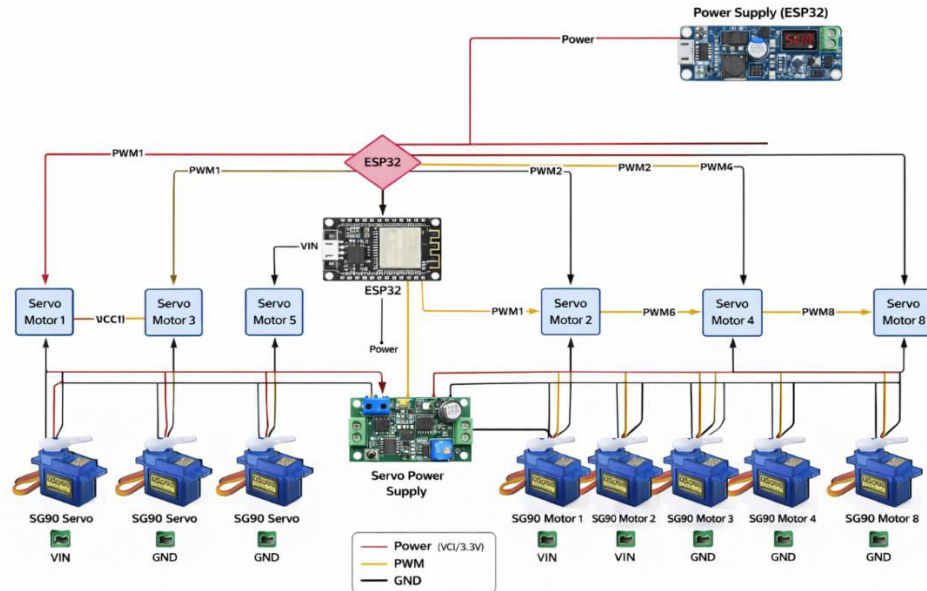 Power Supply (ESP32)
Power
5:00
PWM1
ESP32
PWM1
PWM2
PWM2
PWM4
VIN
ESP32
Servo
Motor 1
VCC1)
Servo
Motor 3
Servo
Motor 5
PWM1
Servo
Motor 2
PWM6
Servo
Motor 4
PWM8
Servo
Motor 8
Power
Servo Power
Supply
SG90 Servo
SG90 Servo
SG90 Servo
SG90 Motor 1
SG90 Motor 2
SG90 Motor 3
SG90 Motor 4
SG90 Motor 8
VIN
GND
GND
VIN
VIN
GND
GND
GND
Power (VCI/3.3V)
PWM
GND